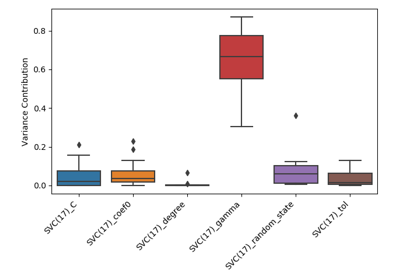 0.8
0.6
0.4
0.2
0.0
Variance Contribution
SVC(17)_C
SVC(17)_coef0
SVC(17)_degree
SVC(17)_gamma
SVC(17)_random_state
SVC(17)_tol